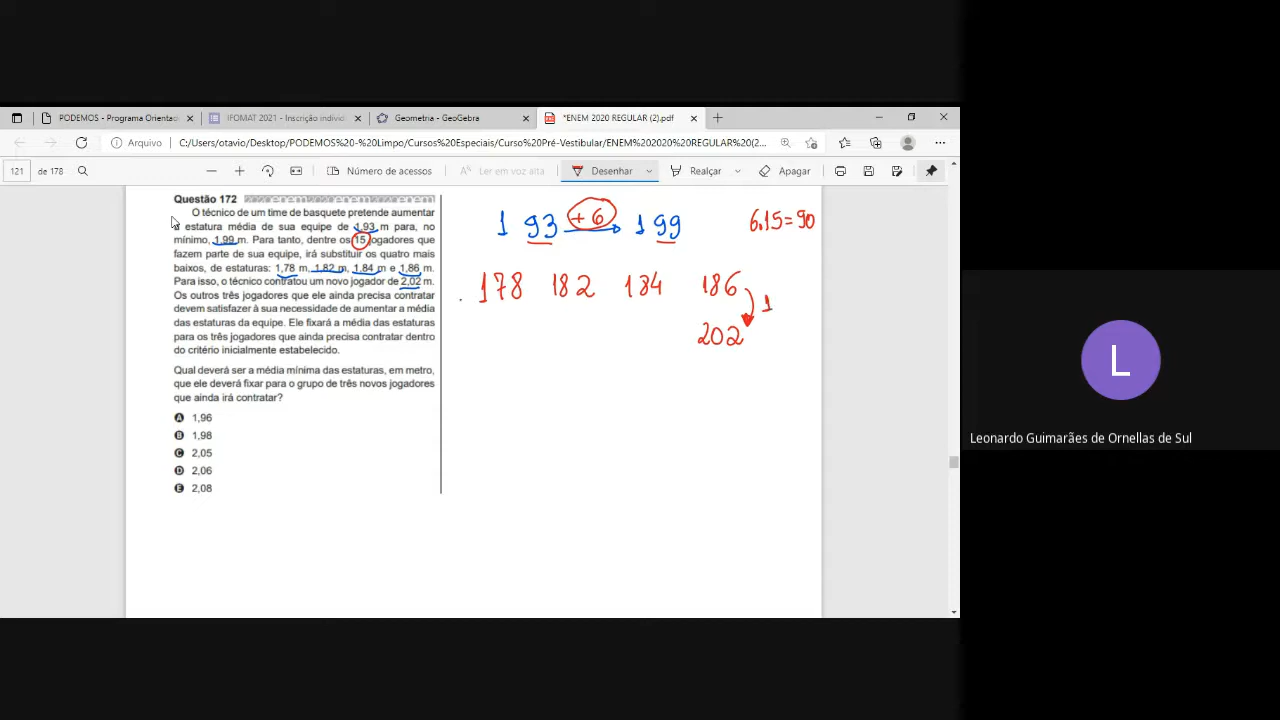 PODEMOS - Programa Orientad
IFOMAT 2021 - Inscrição individ
Geometria - GeoGebra
*ENEM 2020 REGULAR (2).pdf
Arquivo
C:/Users/otavio/Desktop/PODEMOS%20-%20Limpo/Cursos%20Especiais/Curso%20Pré-Vestibular/ENEM%202020%20REGULAR%20(2...
121 de 178
Número de acessos
Ler em voz alta
Desenhar
Realçar
Apagar
Questão 172
O técnico de um time de basquete pretende aumentar
a estatura média de sua equipe de 1,93 m para, no
mínimo, 1,99 m. Para tanto, dentre os 15 jogadores que
fazem parte de sua equipe, irá substituir os quatro mais
baixos, de estaturas: 1,78 m, 1,82 m, 1,84 m e 1,86 m.
Para isso, o técnico contratou um novo jogador de 2,02 m.
Os outros três jogadores que ele ainda precisa contratar
devem satisfazer à sua necessidade de aumentar a média
das estaturas da equipe. Ele fixará a média das estaturas
para os três jogadores que ainda precisa contratar dentro
do critério inicialmente estabelecido.
Qual deverá ser a média mínima das estaturas, em metro,
que ele deverá fixar para o grupo de três novos jogadores
que ainda irá contratar?
A 1,96
B 1,98
C 2,05
D 2,06
E 2,08
1 93 +6 1 99
6.15=90
178 182 184 186
1
202
L
Leonardo Guimarães de Ornellas de Sul